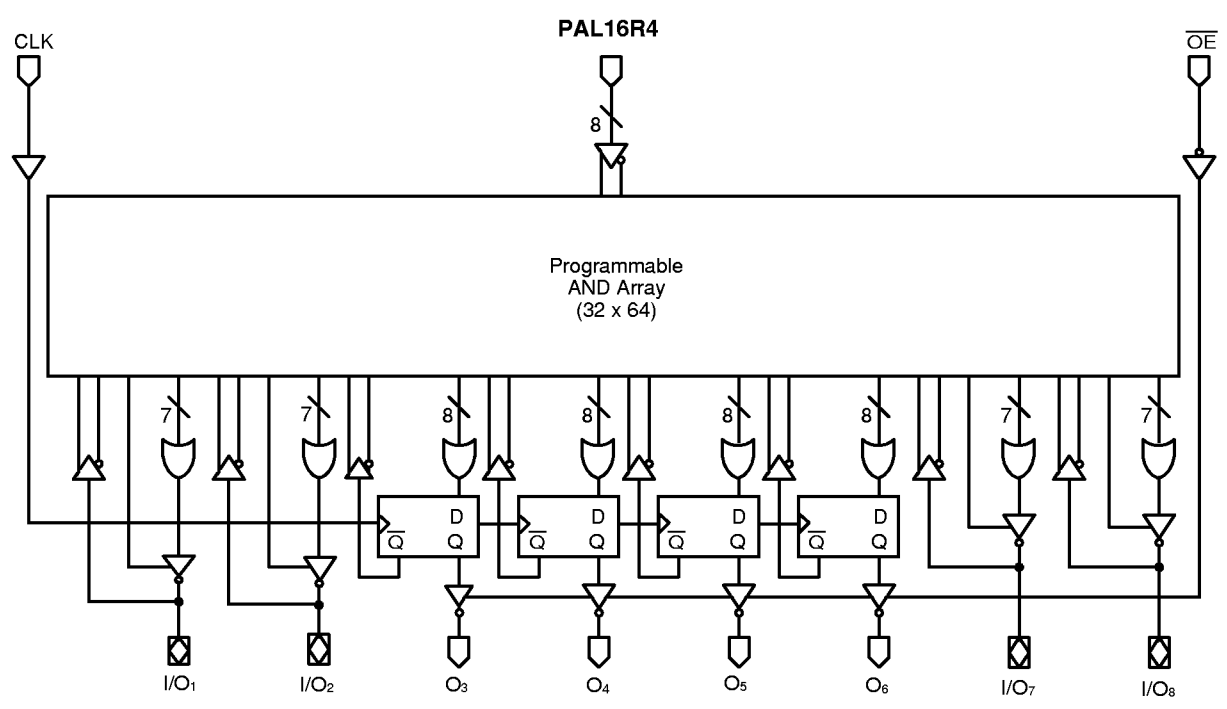 PAL16R4
CLK
OE
8
Programmable
AND Array
(32 x 64)
7 7 8 8 8 8 7 7
D D D D
Q Q Q Q Q Q Q Q
I/O1 I/O2 O3 O4 O5 O6 I/O7 I/O8